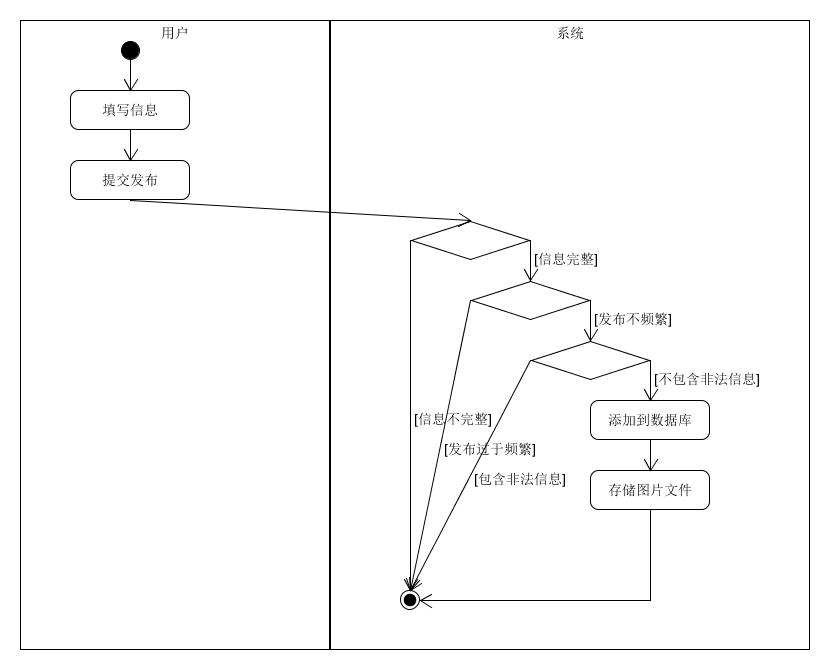 用户
系统
填写信息
提交发布
[信息完整]
[发布不频繁]
[不包含非法信息]
[信息不完整]
添加到数据库
[发布过于频繁]
[包含非法信息]
存储图片文件